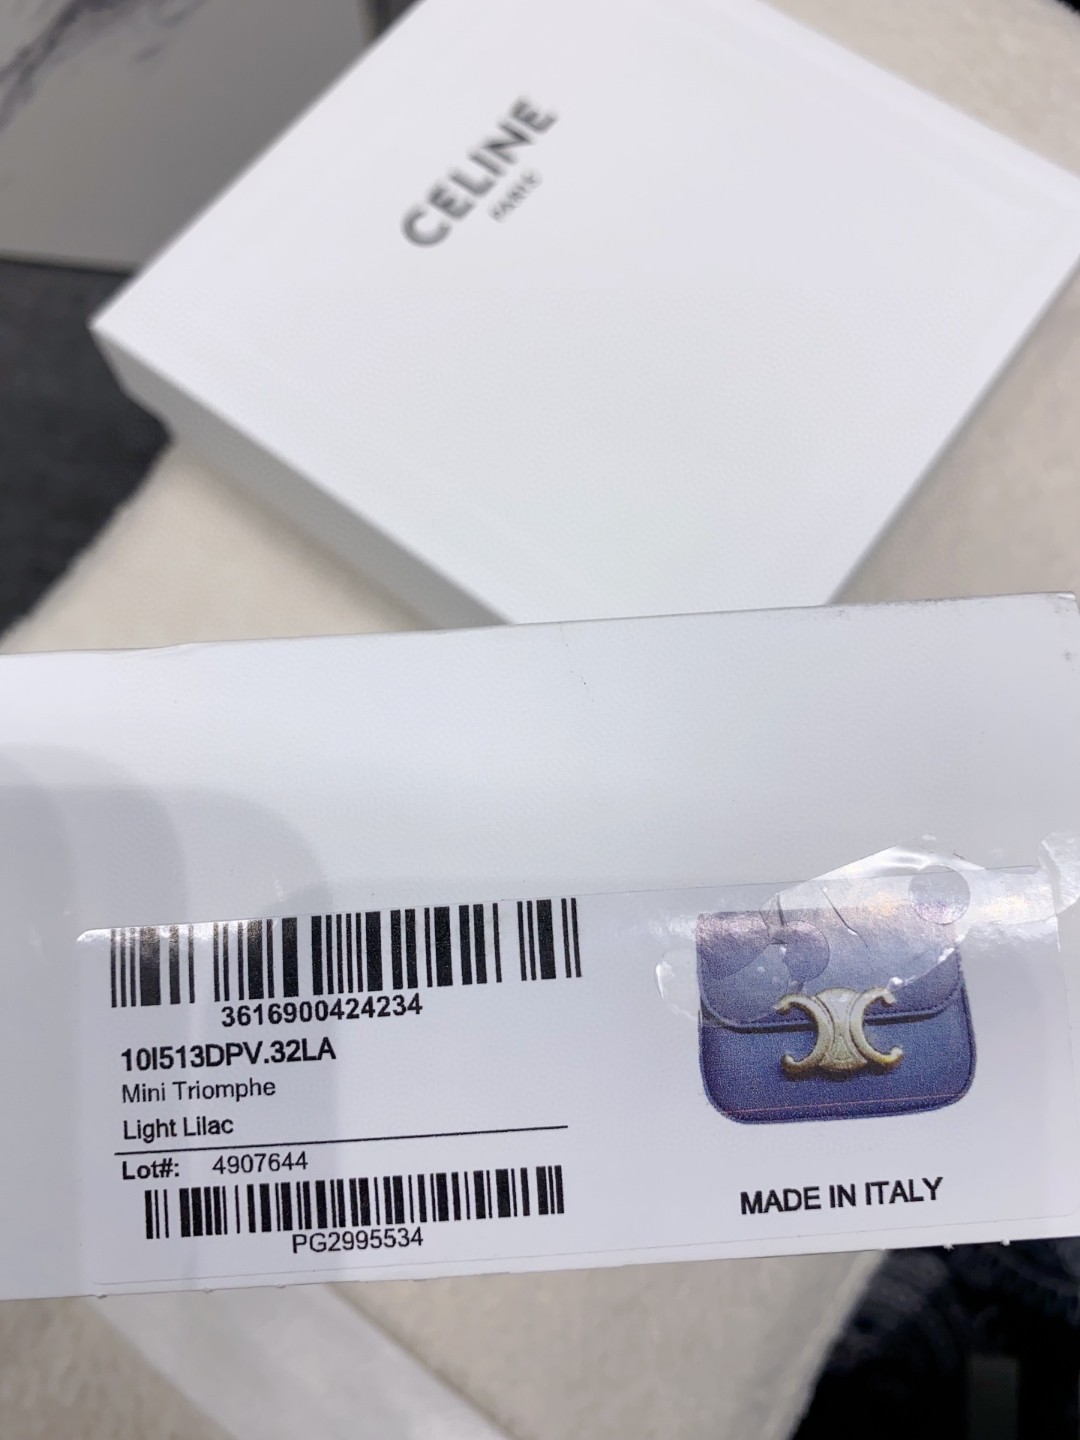 CELINE
PARIS
3616900424234
10I513DPV.32LA
Mini Triomphe
Light Lilac
Lot#: 4907644
PG2995534
MADE IN ITALY